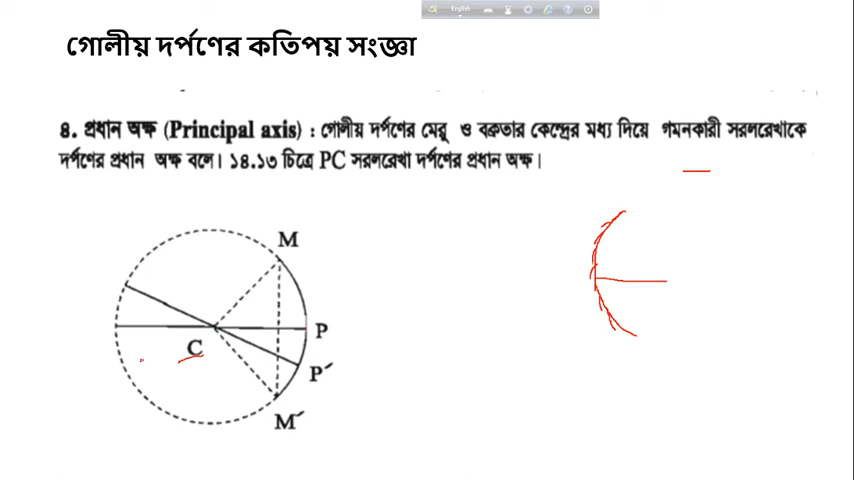 English
গোলীয় দর্পণের কতিপয় সংজ্ঞা
৪. প্রধান অক্ষ (Principal axis) : গোলীয় দর্পণের মেরু ও বক্রতার কেন্দ্রের মধ্য দিয়ে গমনকারী সরলরেখাকে
দর্পণের প্রধান অক্ষ বলে। ১৪.১৩ চিত্রে PC সরলরেখা দর্পণের প্রধান অক্ষ।
M
P
C
P′
M′